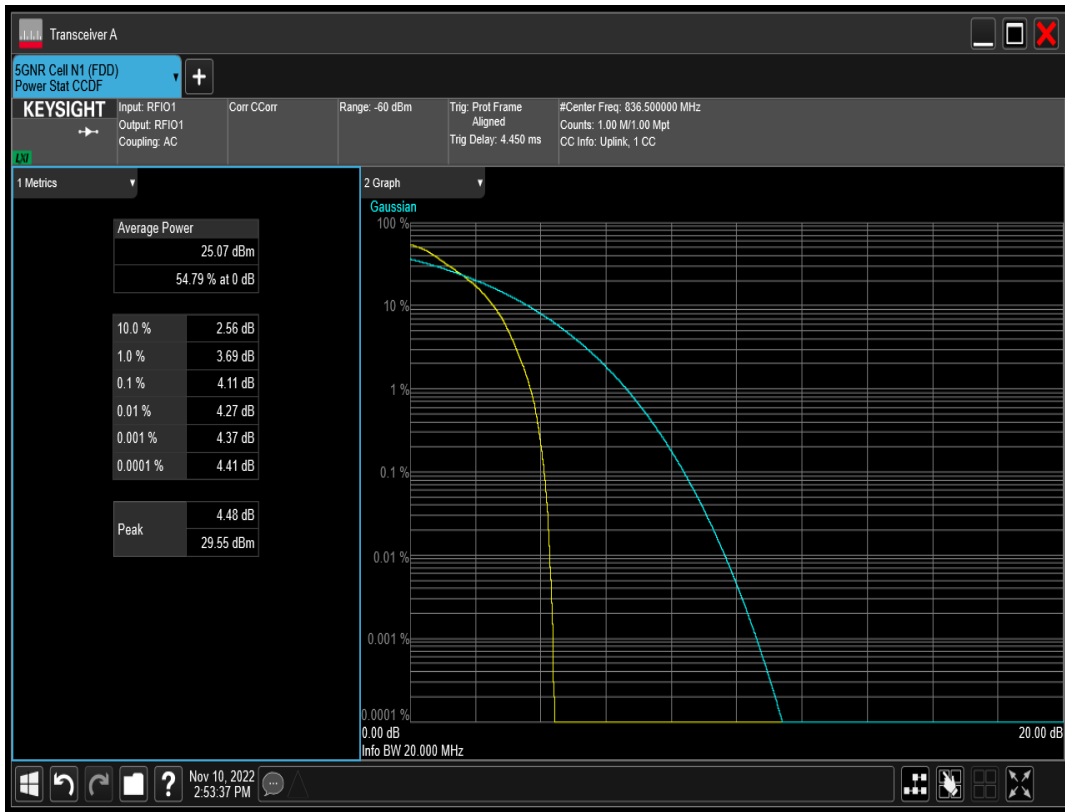 Transceiver A
5GNR Cell N1 (FDD)
Power Stat CCDF
+
KEYSIGHT
LXI
Input: RFIO1
Output: RFIO1
Coupling: AC
Corr CCorr
Range: -60 dBm
Trig: Prot Frame
Aligned
Trig Delay: 4.450 ms
#Center Freq: 836.500000 MHz
Counts: 1.00 M/1.00 Mpt
CC Info: Uplink, 1 CC
1 Metrics
Average Power
25.07 dBm
54.79 % at 0 dB
10.0 % 2.56 dB
1.0 % 3.69 dB
0.1 % 4.11 dB
0.01 % 4.27 dB
0.001 % 4.37 dB
0.0001 % 4.41 dB
Peak 4.48 dB
29.55 dBm
2 Graph
Gaussian
100 %
10 %
1 %
0.1 %
0.01 %
0.001 %
0.0001 %
0.00 dB 20.00 dB
Info BW 20.000 MHz
?
Nov 10, 2022
2:53:37 PM